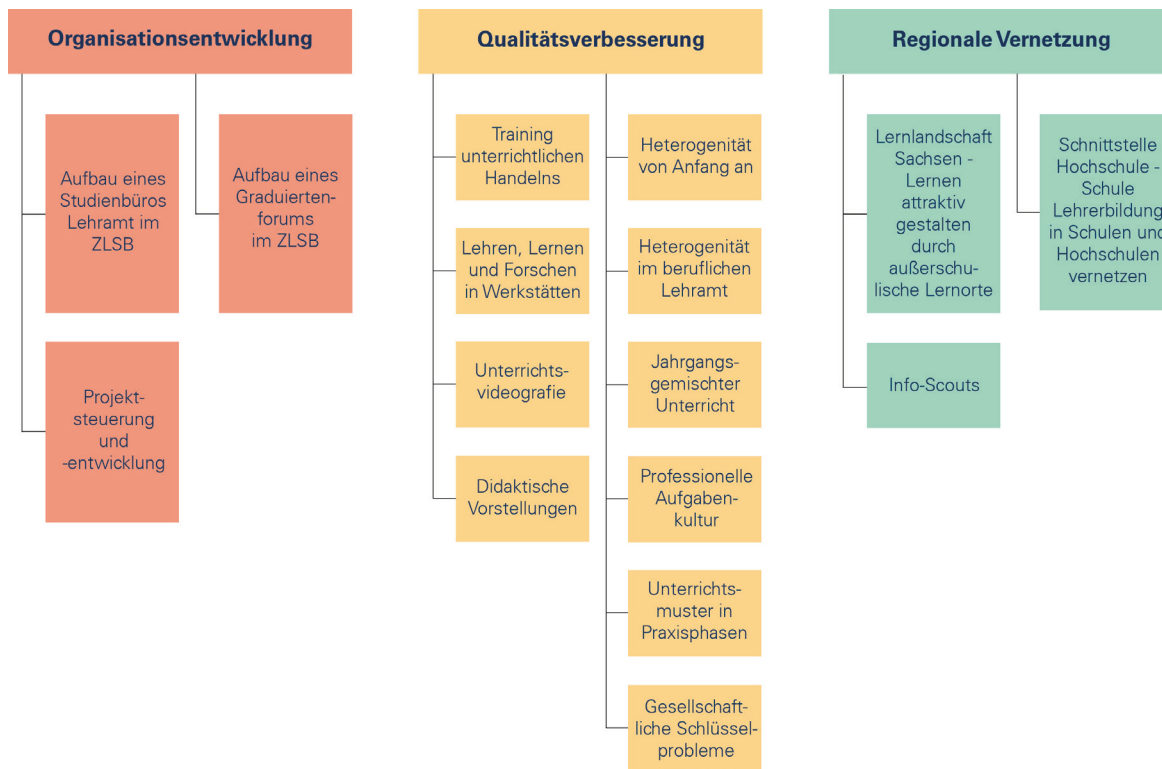 Organisationsentwicklung
Aufbau eines
Studienbüros
Lehramt im
ZLSB
Aufbau eines
Graduierten-
forums
im ZLSB
Projekt-
steuerung
und
-entwicklung
Qualitätsverbesserung
Training
unterrichtlichen
Handelns
Lehren, Lernen
und Forschen
in Werkstätten
Unterrichts-
videografie
Didaktische
Vorstellungen
Heterogenität
von Anfang an
Heterogenität
im beruflichen
Lehramt
Jahrgangs-
gemischter
Unterricht
Professionelle
Aufgaben-
kultur
Unterrichts-
muster in
Praxisphasen
Gesellschaft-
liche Schlüssel-
probleme
Regionale Vernetzung
Lernlandschaft
Sachsen -
Lernen
attraktiv
gestalten
durch
außerschu-
lische Lernorte
Info-Scouts
Schnittstelle
Hochschule -
Schule
Lehrerbildung
in Schulen und
Hochschulen
vernetzen